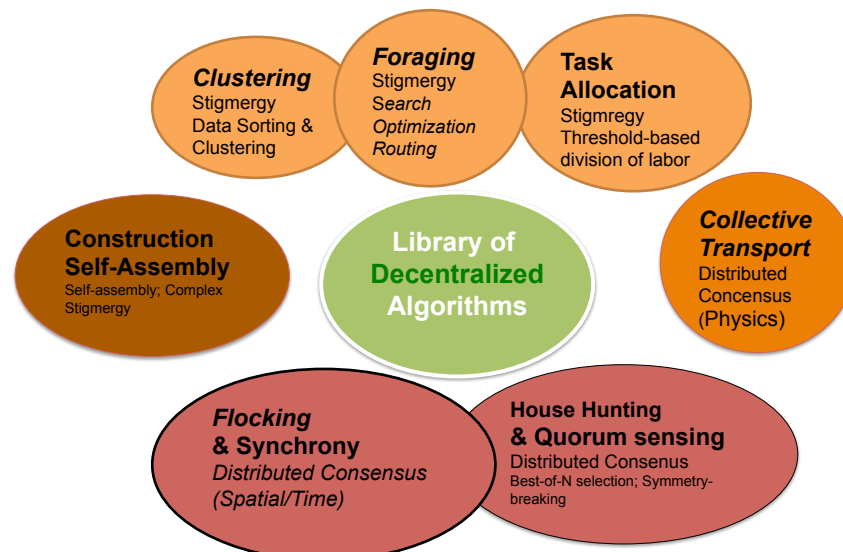 Clustering
Stigmergy
Data Sorting &
Clustering
Foraging
Stigmergy
Search
Optimization
Routing
Task
Allocation
Stigmregy
Threshold-based
division of labor
Construction
Self-Assembly
Self-assembly; Complex
Stigmergy
Library of
Decentralized
Algorithms
Collective
Transport
Distributed
Concensus
(Physics)
Flocking
& Synchrony
Distributed Consensus
(Spatial/Time)
House Hunting
& Quorum sensing
Distributed Consenus
Best-of-N selection; Symmetry-
breaking